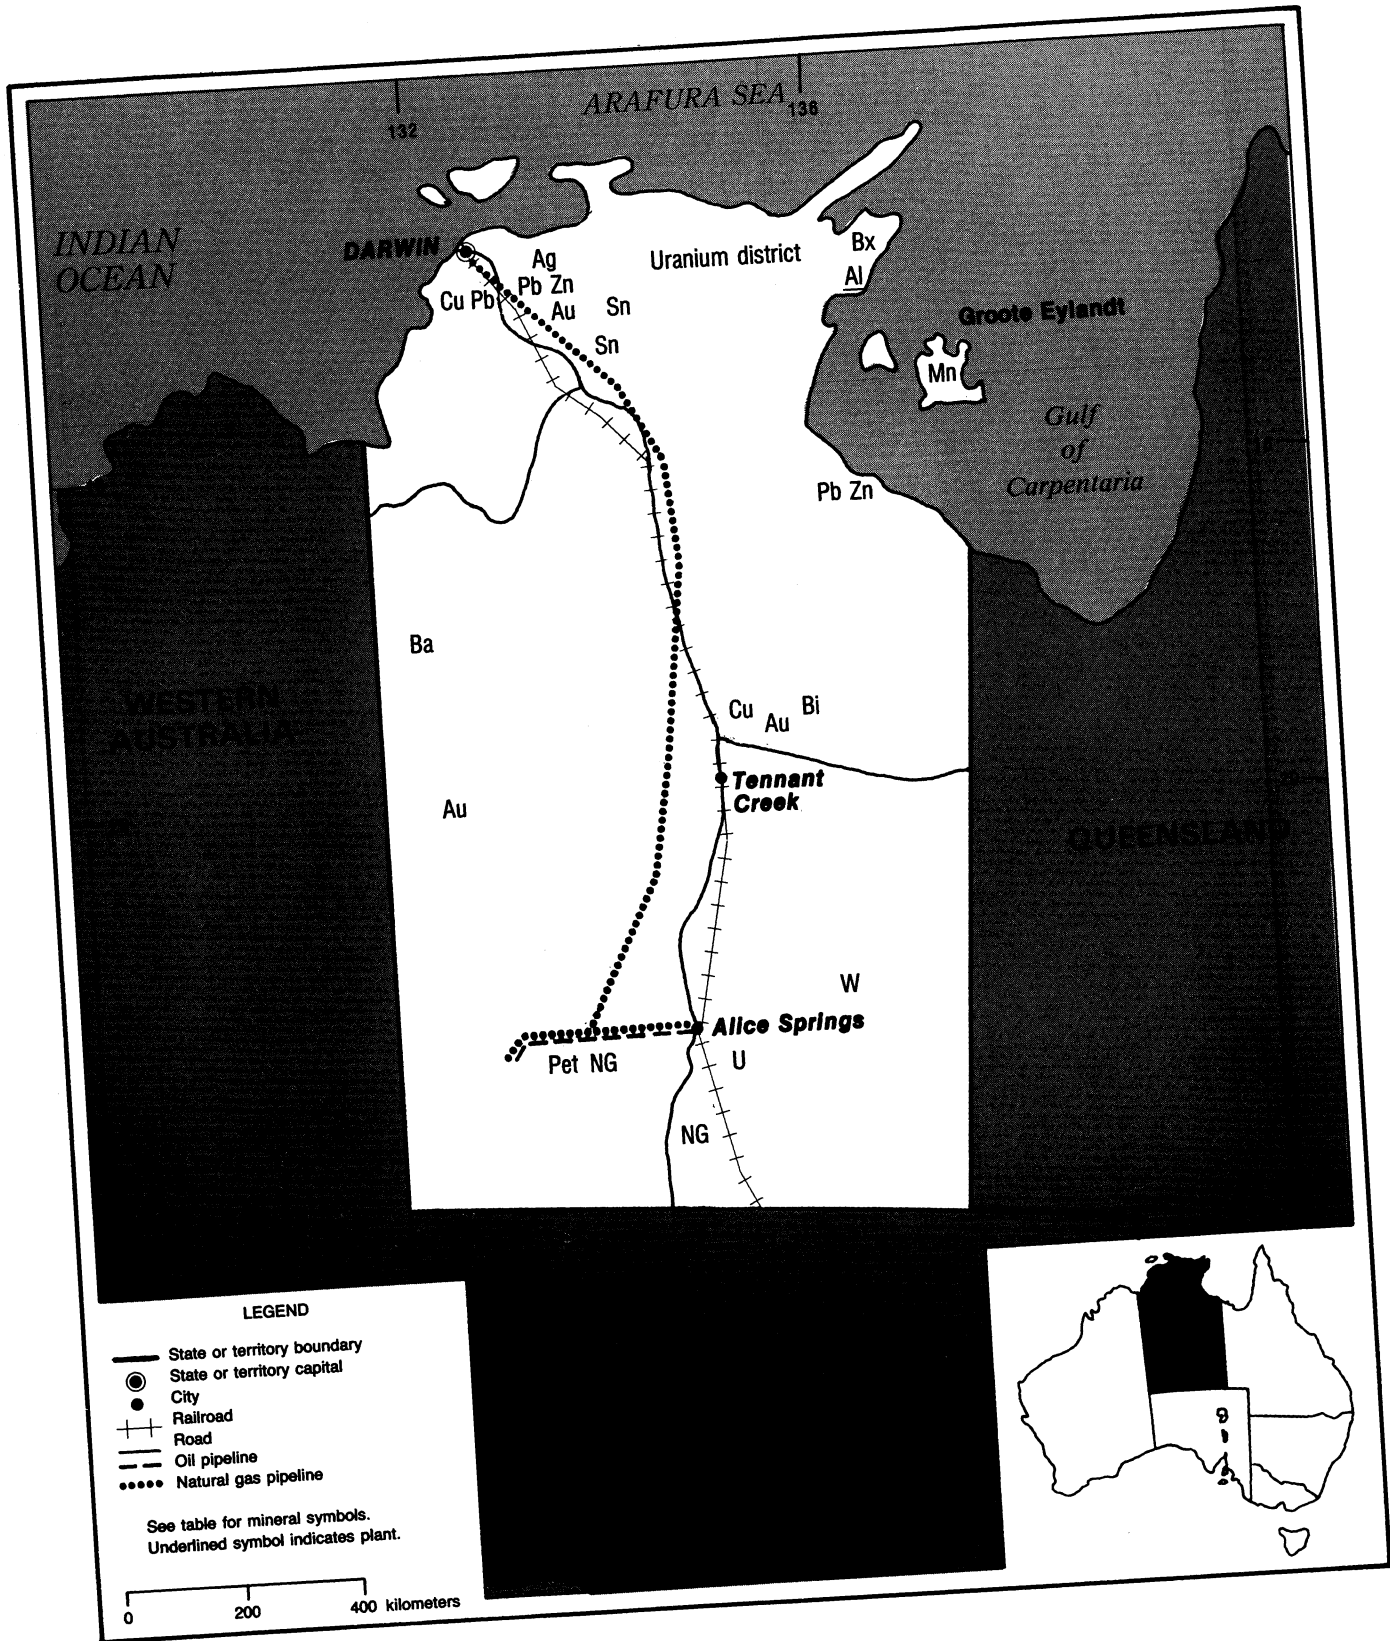 ARAFURA SEA
132
136
INDIAN
OCEAN
DARWIN
Ag
Uranium district
Bx
Pb Zn
Al
Cu Pb
Au
Sn
Groote Eylandt
Sn
Mn
Gulf
of
Carpentaria
Pb Zn
Ba
WESTERN
AUSTRALIA
Cu
Au
Bi
Tennant
Creek
Au
QUEENSLAND
W
Alice Springs
Pet NG
U
NG
LEGEND
State or territory boundary
State or territory capital
City
Railroad
Road
Oil pipeline
Natural gas pipeline
See table for mineral symbols.
Underlined symbol indicates plant.
0
200
400 kilometers